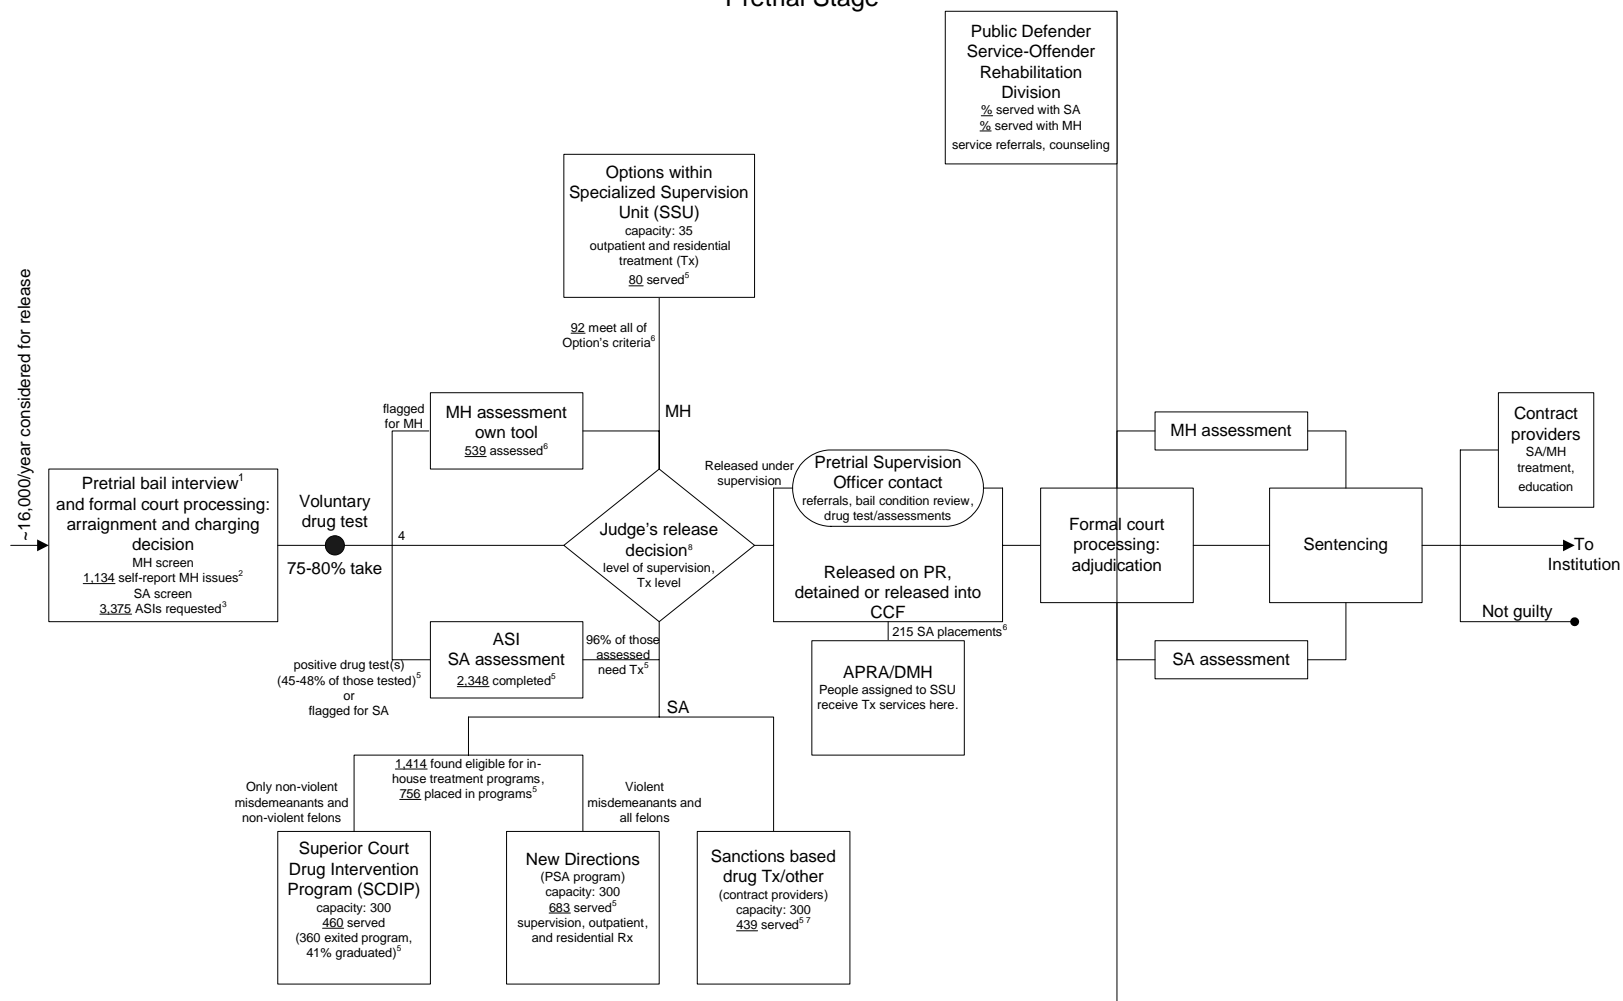 Pretrial Stage
Public Defender
Service-Offender
Rehabilitation
Division
% served with SA
% served with MH
service referrals, counseling
Options within
Specialized Supervision
Unit (SSU)
capacity: 35
outpatient and residential
treatment (Tx)
80 served5
92 meet all of
Option's criteria6
~16,000/year considered for release
Pretrial bail interview1
and formal court processing:
arraignment and charging
decision
MH screen
1,134 self-report MH issues2
SA screen
3,375 ASIs requested3
Voluntary
drug test
75-80% take
4
flagged
for MH
MH assessment
own tool
539 assessed6
MH
Judge's release
decision8
level of supervision,
Tx level
positive drug test(s)
(45-48% of those tested)5
or
flagged for SA
ASI
SA assessment
2,348 completed5
96% of those
assessed
need Tx5
SA
1,414 found eligible for in-
house treatment programs,
756 placed in programs5
Only non-violent
misdemeanants and
non-violent felons
Violent
misdemeanants and
all felons
Superior Court
Drug Intervention
Program (SCDIP)
capacity: 300
460 served
(360 exited program,
41% graduated)5
New Directions
(PSA program)
capacity: 300
683 served5
supervision, outpatient,
and residential Rx
Sanctions based
drug Tx/other
(contract providers)
capacity: 300
439 served5 7
Released under
supervision
Pretrial Supervision
Officer contact
referrals, bail condition review,
drug test/assessments
Released on PR,
detained or released into
CCF
215 SA placements6
APRA/DMH
People assigned to SSU
receive Tx services here.
Formal court
processing:
adjudication
MH assessment
SA assessment
Sentencing
Contract
providers
SA/MH
treatment,
education
To
Institution
Not guilty